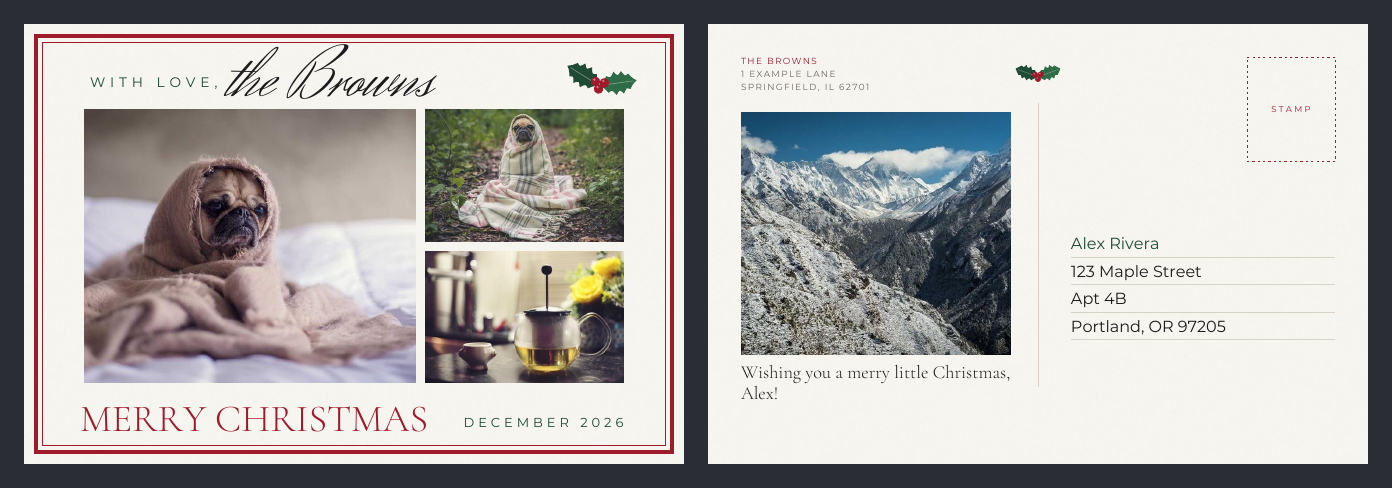 WITH LOVE, the Browns
MERRY CHRISTMAS
DECEMBER 2026
THE BROWNS
1 EXAMPLE LANE
SPRINGFIELD, IL 62701
STAMP
Alex Rivera
123 Maple Street
Apt 4B
Portland, OR 97205
Wishing you a merry little Christmas,
Alex!